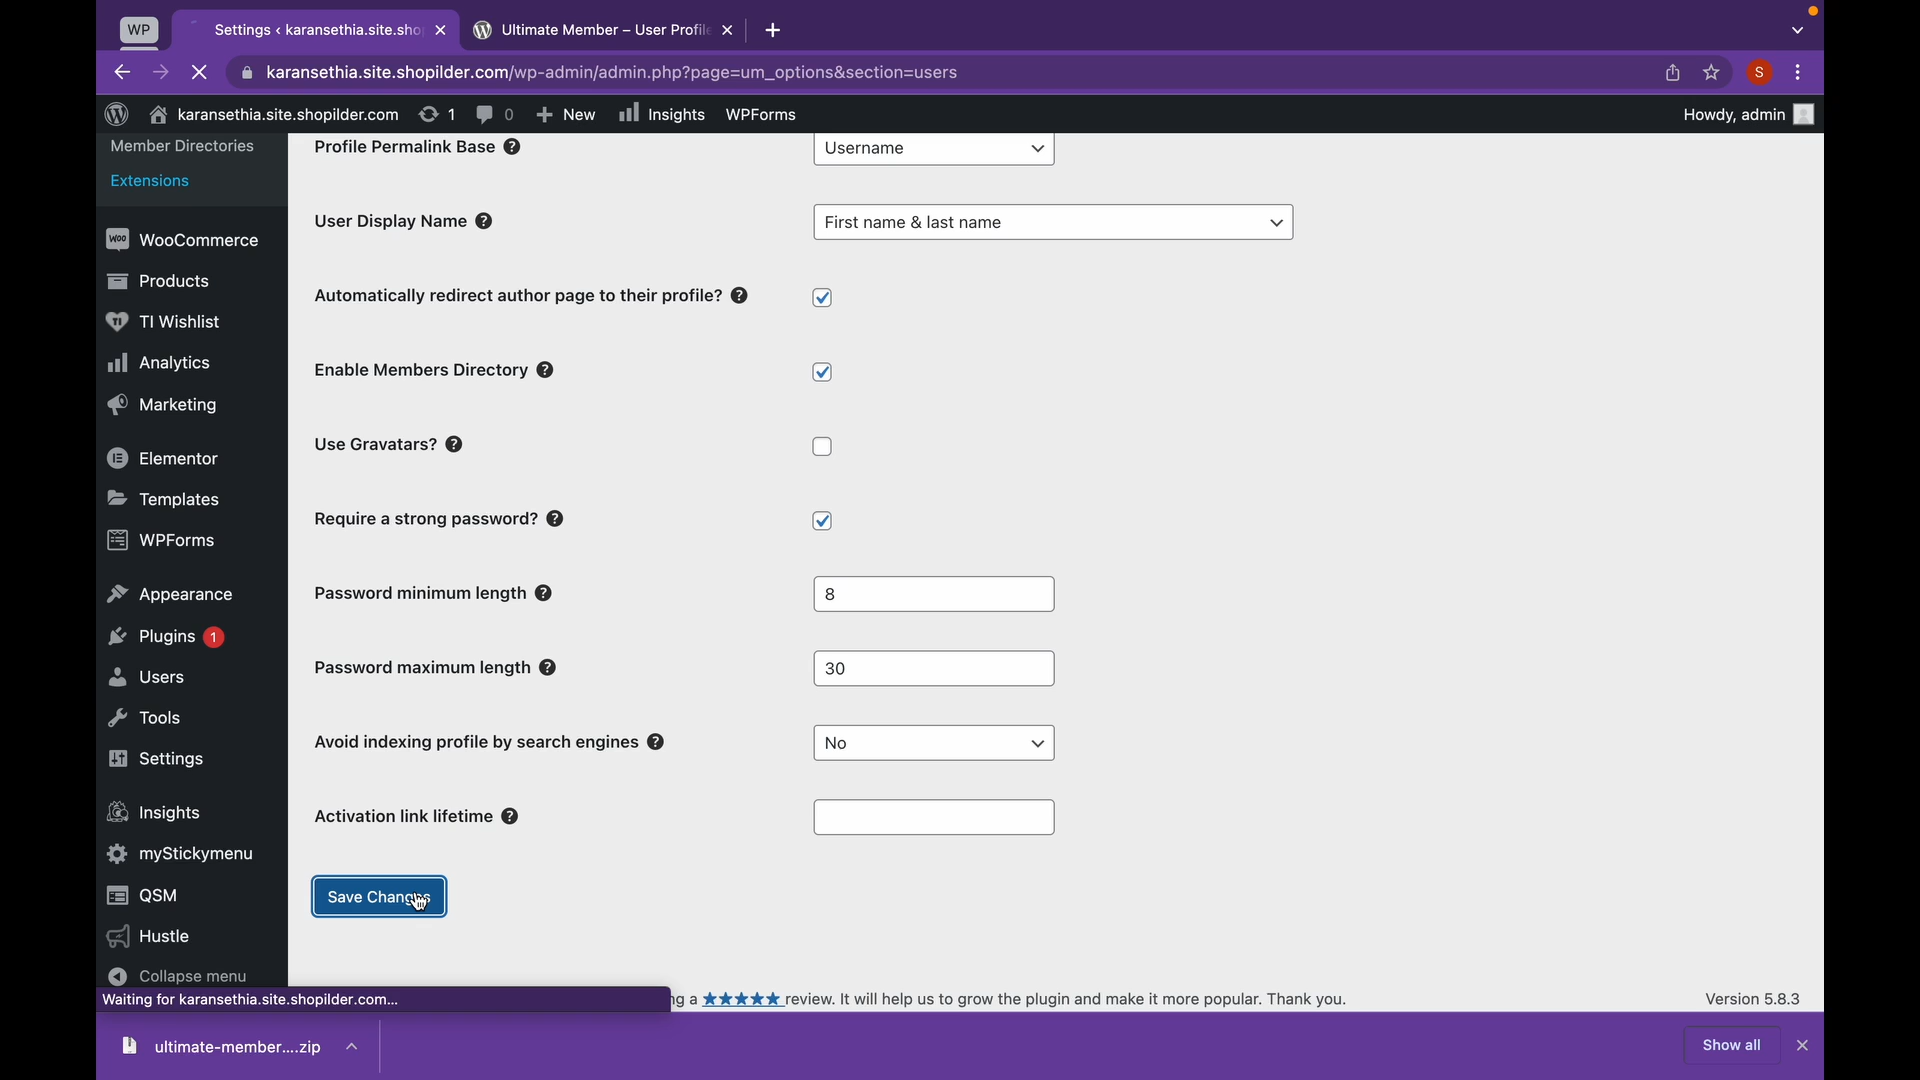 WP
Settings ‹ karansethia.site.sho
Ultimate Member – User Profile
karansethia.site.shopilder.com/wp-admin/admin.php?page=um_options&section=users
S
karansethia.site.shopilder.com
1
0
New
Insights
WPForms
Howdy, admin
Member Directories
Extensions
WooCommerce
Products
TI Wishlist
Analytics
Marketing
Elementor
Templates
WPForms
Appearance
Plugins 1
Users
Tools
Settings
Insights
myStickymenu
QSM
Hustle
Collapse menu
Profile Permalink Base
Username
User Display Name
First name & last name
Automatically redirect author page to their profile?
Enable Members Directory
Use Gravatars?
Require a strong password?
Password minimum length
8
Password maximum length
30
Avoid indexing profile by search engines
No
Activation link lifetime
Save Changes
Waiting for karansethia.site.shopilder.com...
a ★★★★★ review. It will help us to grow the plugin and make it more popular. Thank you.
Version 5.8.3
ultimate-member....zip
Show all